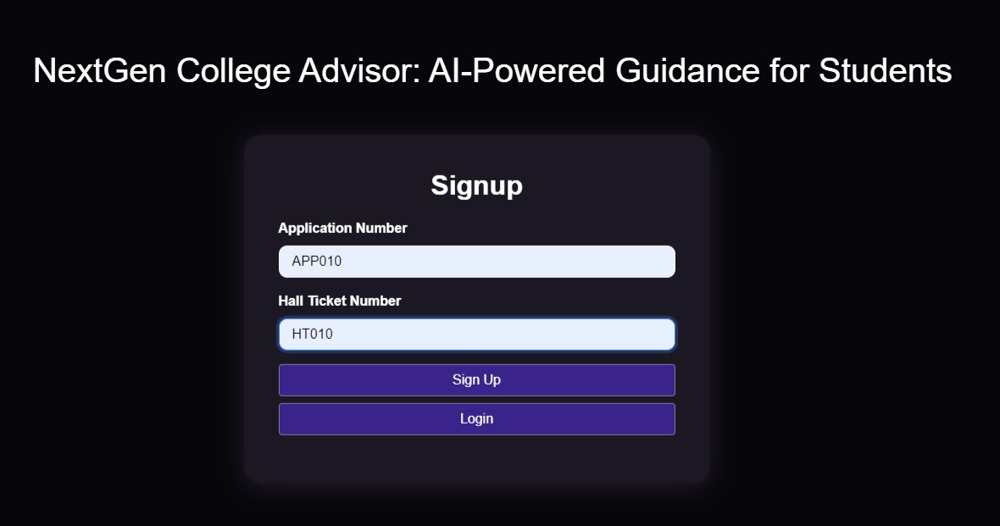 NextGen College Advisor: AI-Powered Guidance for Students
Signup
Application Number
APP010
Hall Ticket Number
HT010
Sign Up
Login